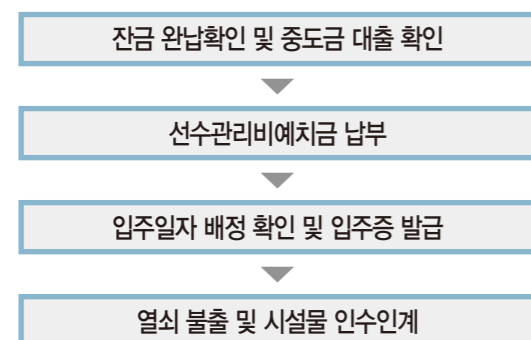 잔금 완납확인 및 중도금 대출 확인
선수관리비예치금 납부
입주일자 배정 확인 및 입주증 발급
열쇠 불출 및 시설물 인수인계